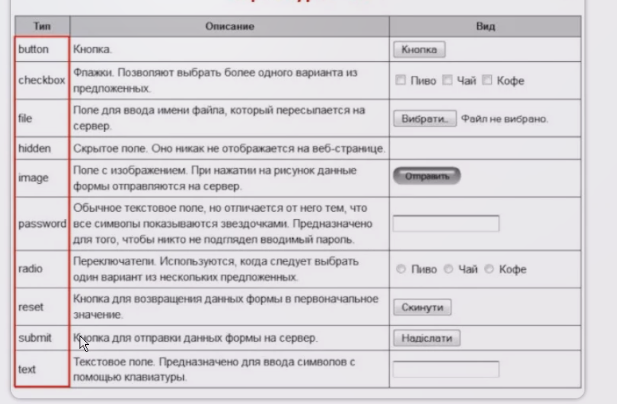 Тип Описание Вид
button Кнопка. Кнопка
checkbox Флажки. Позволяют выбрать более одного варианта из
предложенных. Пиво Чай Кофе
file Поле для ввода имени файла, который пересылается на
сервер. Вибрати.. Файл не вибрано.
hidden Скрытое поле. Оно никак не отображается на веб-странице.
image Поле с изображением. При нажатии на рисунок данные
формы отправляются на сервер. Отправить
password Обычное текстовое поле, но отличается от него тем, что
все символы показываются звездочками. Предназначено
для того, чтобы никто не подглядел вводимый пароль.
radio Переключатели. Используются, когда следует выбрать
один вариант из нескольких предложенных. Пиво Чай Кофе
reset Кнопка для возвращения данных формы в первоначальное
значение. Скинути
submit Кнопка для отправки данных формы на сервер. Надіслати
text Текстовое поле. Предназначено для ввода символов с
помощью клавиатуры.